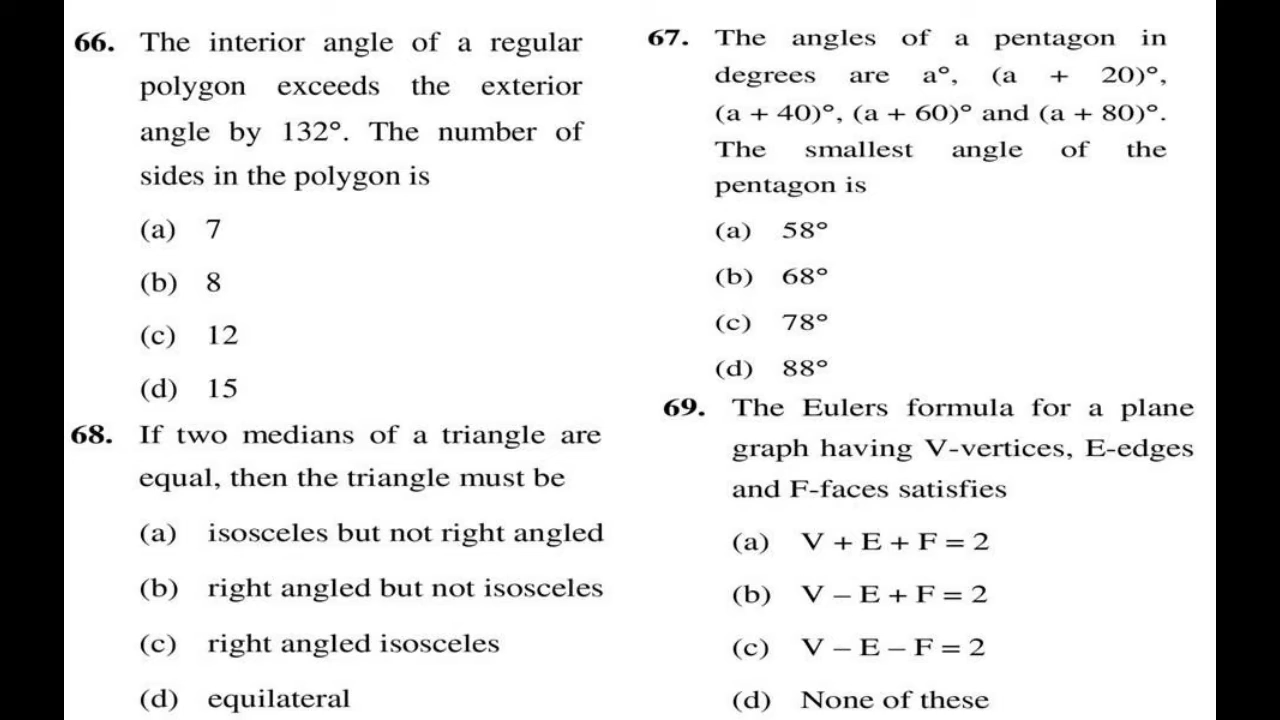 66. The interior angle of a regular
polygon exceeds the exterior
angle by 132°. The number of
sides in the polygon is
(a) 7
(b) 8
(c) 12
(d) 15
67. The angles of a pentagon in
degrees are a°, (a + 20)°,
(a + 40)°, (a + 60)° and (a + 80)°.
The smallest angle of the
pentagon is
(a) 58°
(b) 68°
(c) 78°
(d) 88°
68. If two medians of a triangle are
equal, then the triangle must be
(a) isosceles but not right angled
(b) right angled but not isosceles
(c) right angled isosceles
(d) equilateral
69. The Eulers formula for a plane
graph having V-vertices, E-edges
and F-faces satisfies
(a) V + E + F = 2
(b) V – E + F = 2
(c) V – E – F = 2
(d) None of these